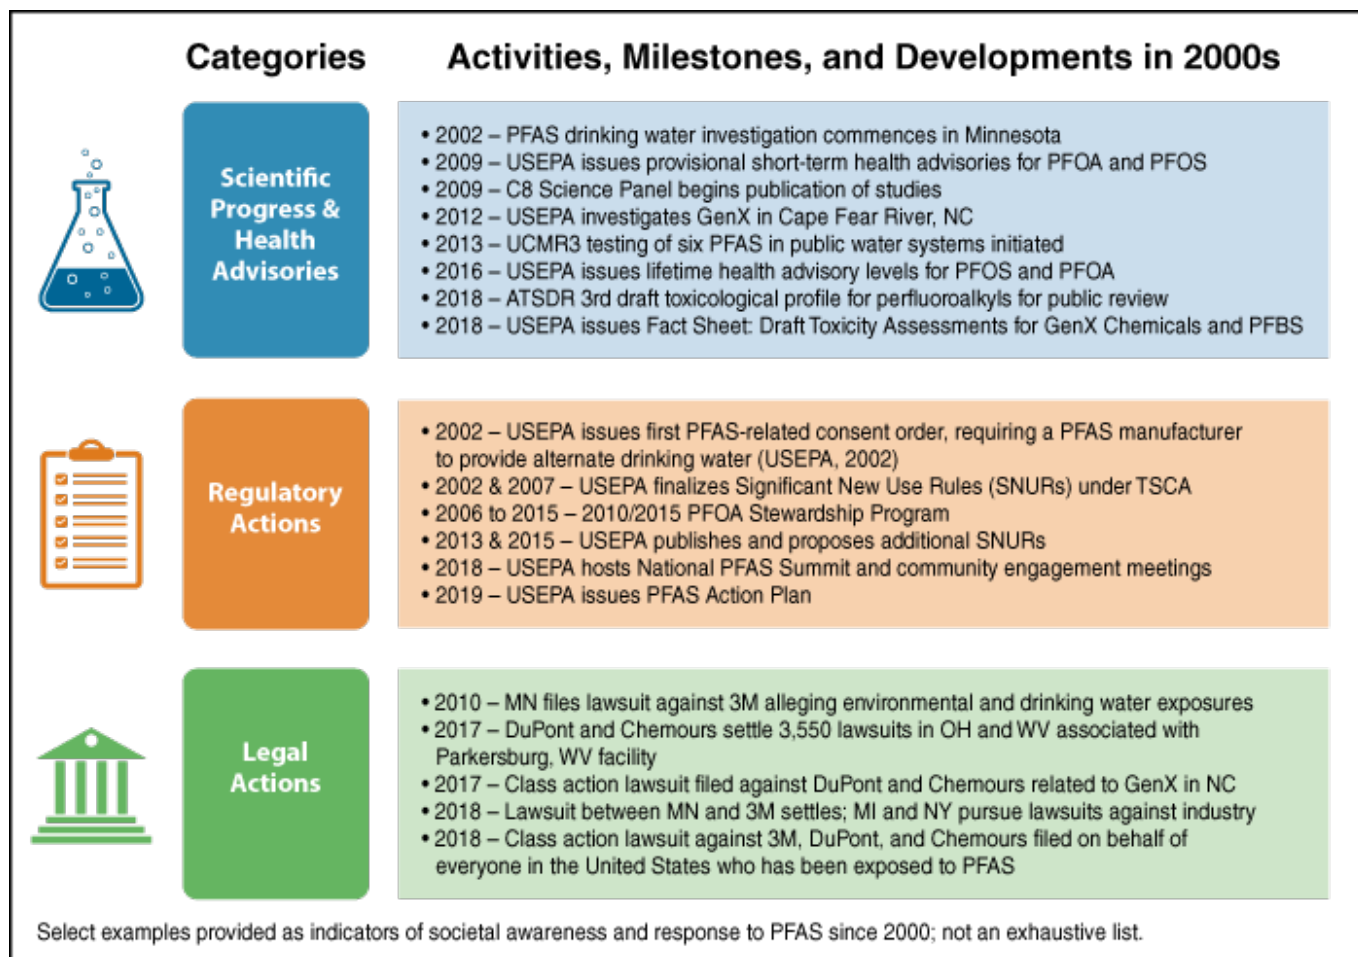 Categories
Activities, Milestones, and Developments in 2000s
Scientific
Progress &
Health
Advisories
• 2002 – PFAS drinking water investigation commences in Minnesota
• 2009 – USEPA issues provisional short-term health advisories for PFOA and PFOS
• 2009 – C8 Science Panel begins publication of studies
• 2012 – USEPA investigates GenX in Cape Fear River, NC
• 2013 – UCMR3 testing of six PFAS in public water systems initiated
• 2016 – USEPA issues lifetime health advisory levels for PFOS and PFOA
• 2018 – ATSDR 3rd draft toxicological profile for perfluoroalkyls for public review
• 2018 – USEPA issues Fact Sheet: Draft Toxicity Assessments for GenX Chemicals and PFBS
Regulatory
Actions
• 2002 – USEPA issues first PFAS-related consent order, requiring a PFAS manufacturer
to provide alternate drinking water (USEPA, 2002)
• 2002 & 2007 – USEPA finalizes Significant New Use Rules (SNURs) under TSCA
• 2006 to 2015 – 2010/2015 PFOA Stewardship Program
• 2013 & 2015 – USEPA publishes and proposes additional SNURs
• 2018 – USEPA hosts National PFAS Summit and community engagement meetings
• 2019 – USEPA issues PFAS Action Plan
Legal
Actions
• 2010 – MN files lawsuit against 3M alleging environmental and drinking water exposures
• 2017 – DuPont and Chemours settle 3,550 lawsuits in OH and WV associated with
Parkersburg, WV facility
• 2017 – Class action lawsuit filed against DuPont and Chemours related to GenX in NC
• 2018 – Lawsuit between MN and 3M settles; MI and NY pursue lawsuits against industry
• 2018 – Class action lawsuit against 3M, DuPont, and Chemours filed on behalf of
everyone in the United States who has been exposed to PFAS
Select examples provided as indicators of societal awareness and response to PFAS since 2000; not an exhaustive list.